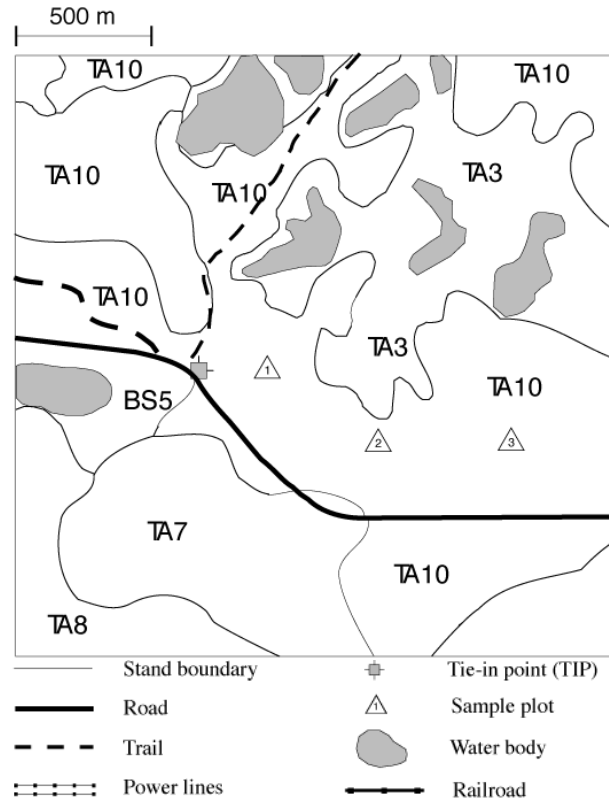 500 m
TA10
TA10
TA10
TA10
TA3
TA10
TA3
1
BS5
TA10
2
3
TA7
TA10
TA8
Stand boundary
Tie-in point (TIP)
Road
1
Sample plot
Trail
Water body
Power lines
Railroad